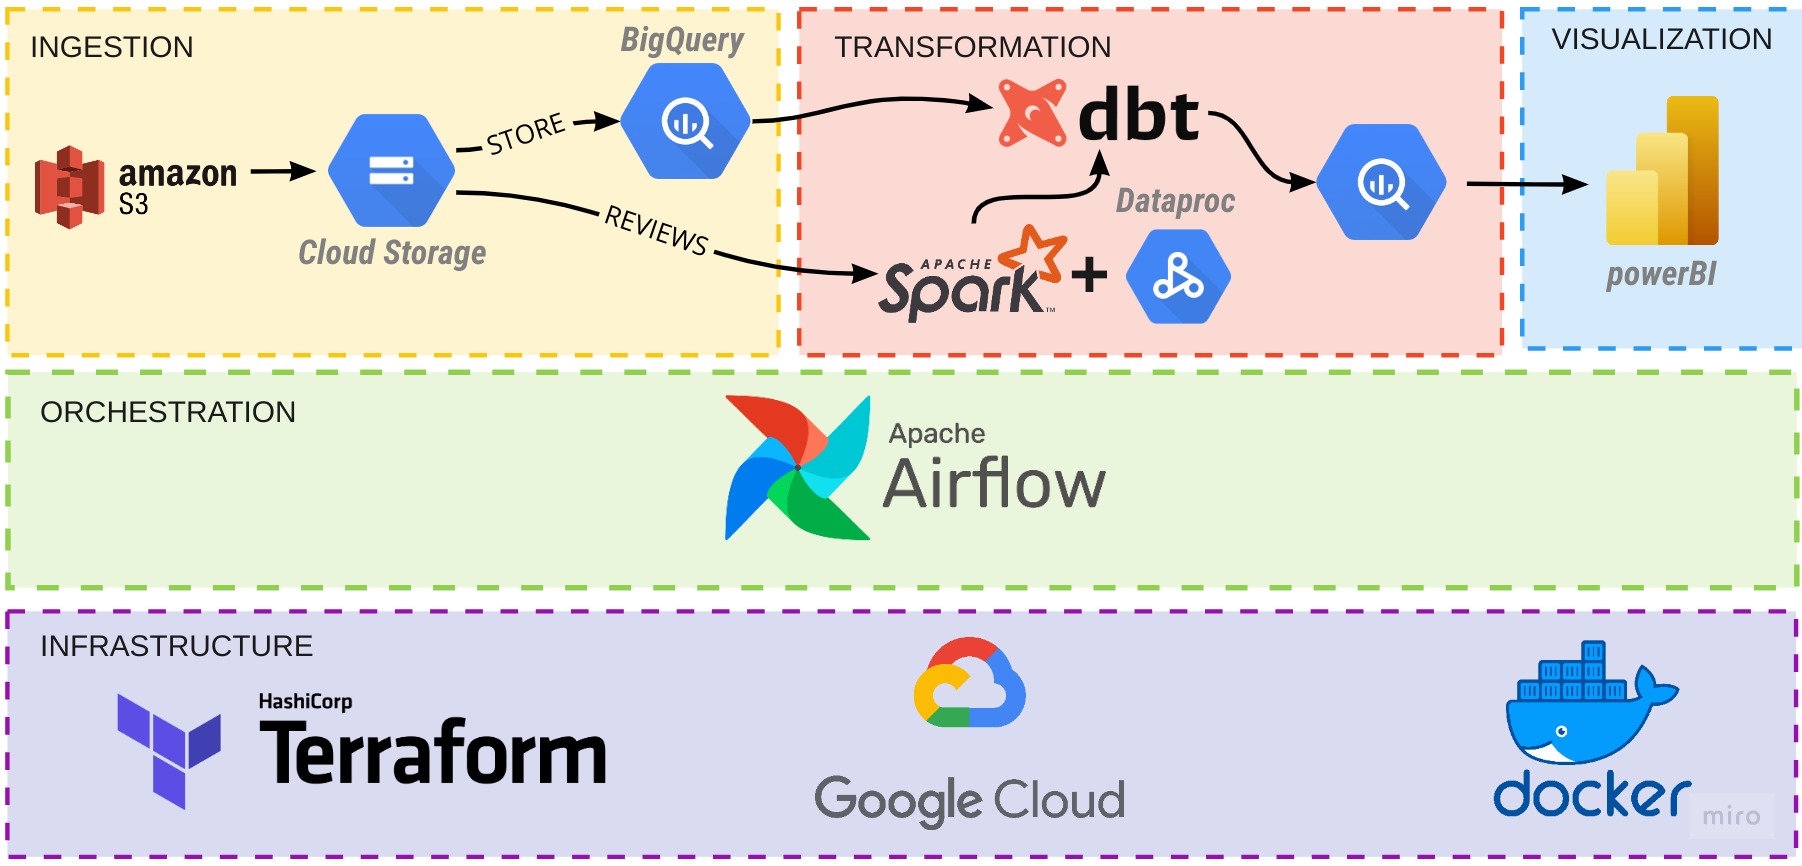 INGESTION
BigQuery
amazon
S3
Cloud Storage
STORE
REVIEWS
TRANSFORMATION
dbt
Dataproc
APACHE
Spark™
+
VISUALIZATION
powerBI
ORCHESTRATION
Apache
Airflow
INFRASTRUCTURE
HashiCorp
Terraform
Google Cloud
docker
miro